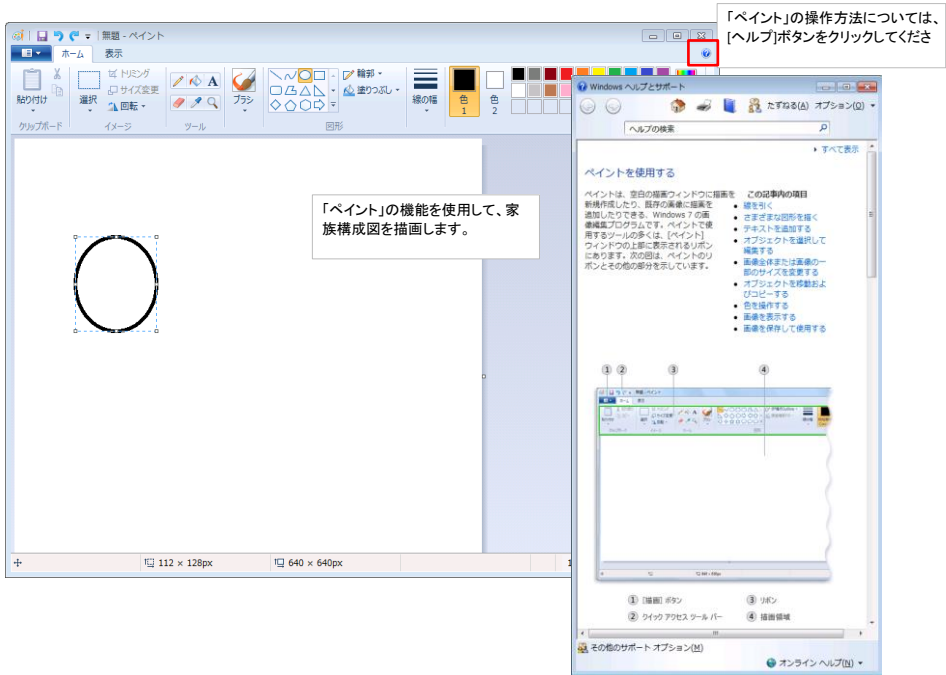 「ペイント」の操作方法については、
[ヘルプ]ボタンをクリックしてくださ
無題 - ペイント
ホーム 表示
貼り付け
クリップボード
選択
トリミング
サイズ変更
回転
イメージ
A
ツール
ブラシ
輪郭
塗りつぶし
図形
線の幅
色
1
色
2
「ペイント」の機能を使用して、家
族構成図を描画します。
112 × 128px
640 × 640px
1
Windows ヘルプとサポート
たずねる(A) オプション(O)
ヘルプの検索
すべて表示
ペイントを使用する
ペイントは、空白の描画ウィンドウに描画を
新規作成したり、既存の画像に描画を
追加したりできる、Windows 7 の画
像編集プログラムです。ペイントで使
用するツールの多くは、[ペイント]
ウィンドウの上部に表示されるリボン
にあります。次の図は、ペイントのリ
ボンとその他の部分を示しています。
この記事内の項目
線を引く
さまざまな図形を描く
テキストを追加する
オブジェクトを選択して
編集する
画像全体または画像の一
部のサイズを変更する
オブジェクトを移動およ
びコピーする
色を操作する
画像を表示する
画像を保存して使用する
① ② ③ ④
① [描画] ボタン
② クイック アクセス ツール バー
③ リボン
④ 描画領域
その他のサポート オプション(M)
オンライン ヘルプ(N)